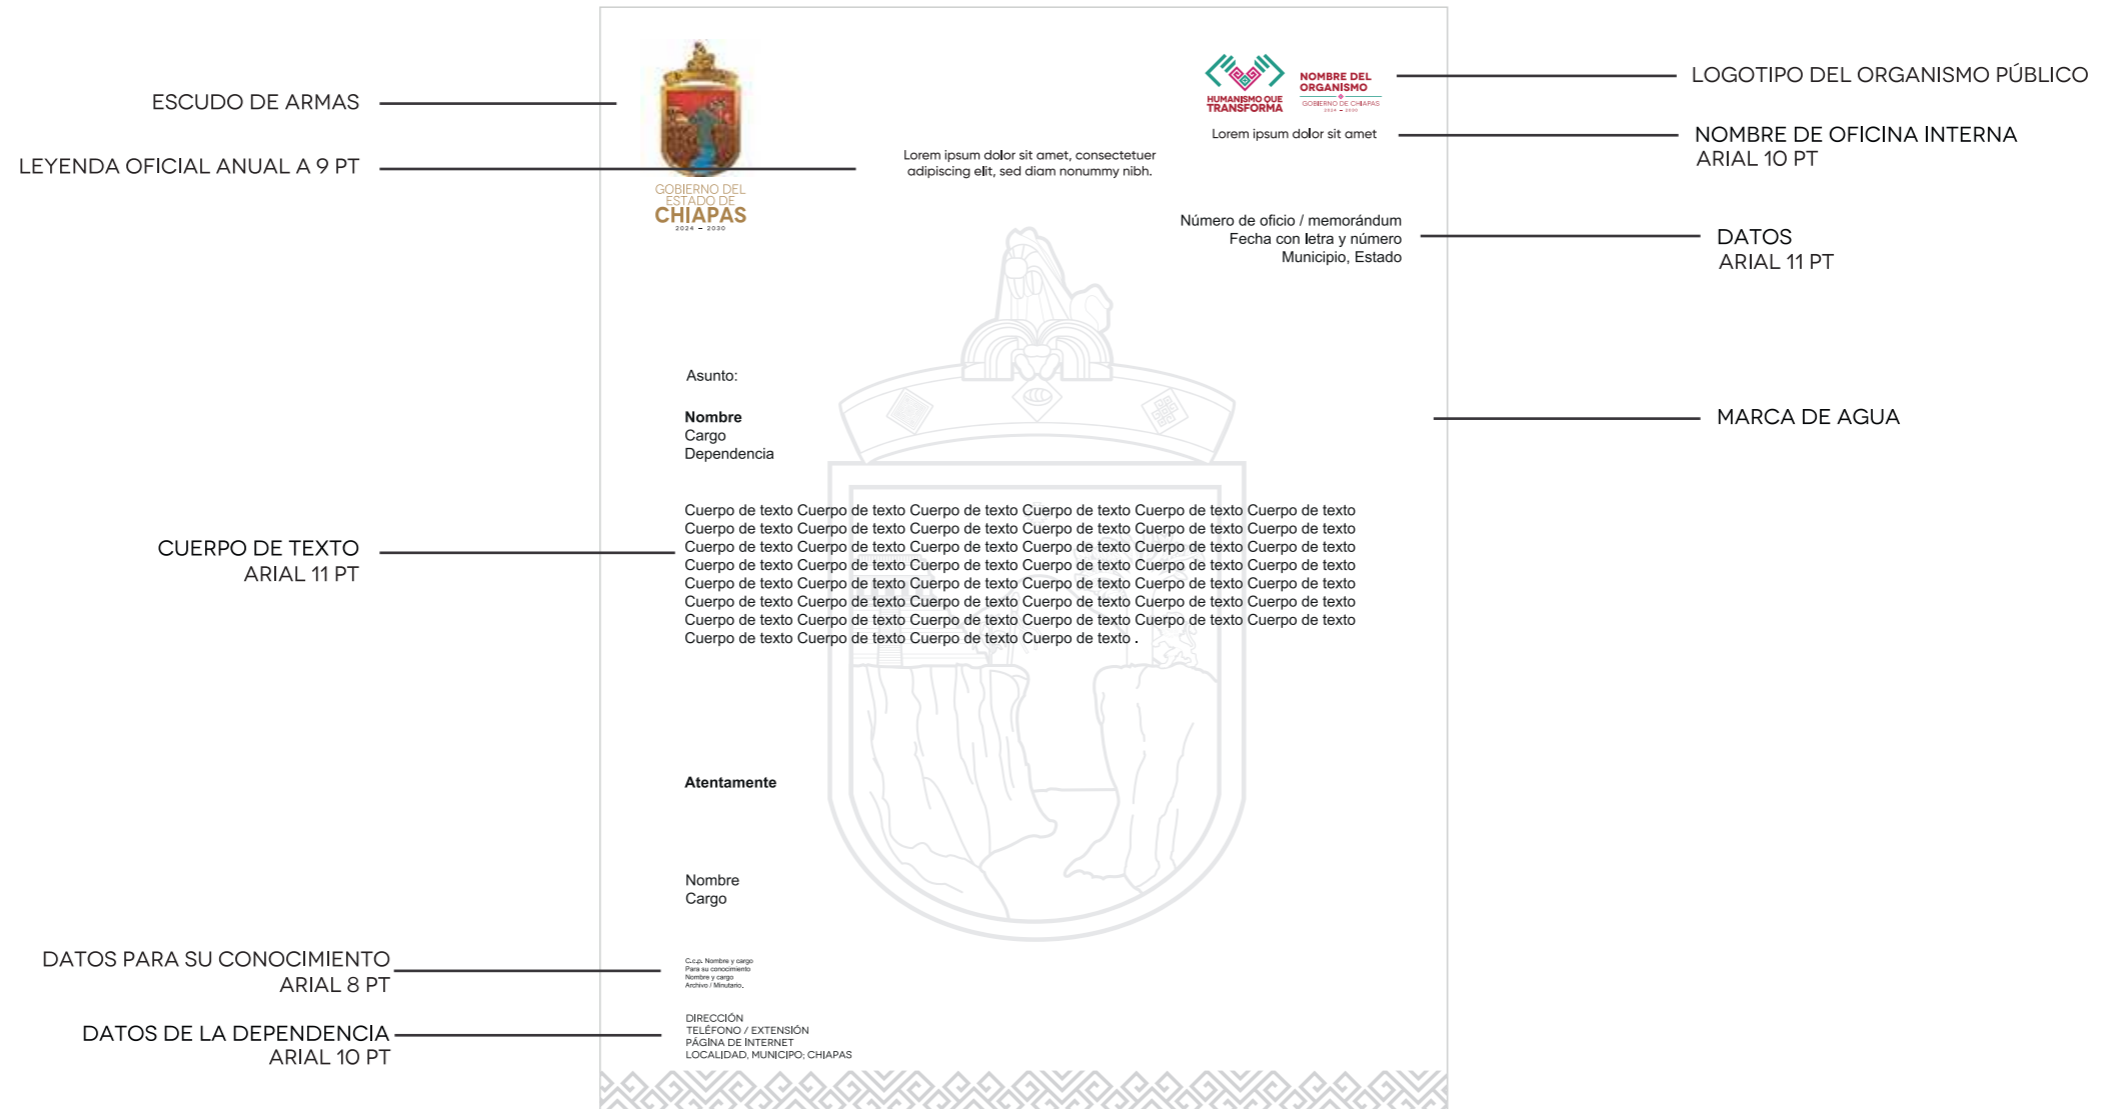 ESCUDO DE ARMAS
LEYENDA OFICIAL ANUAL A 9 PT
GOBIERNO DEL
ESTADO DE
CHIAPAS
2024 – 2030
Lorem ipsum dolor sit amet, consectetuer
adipiscing elit, sed diam nonummy nibh.
HUMANISMO QUE
TRANSFORMA
NOMBRE DEL
ORGANISMO
GOBIERNO DE CHIAPAS
2024 – 2030
Lorem ipsum dolor sit amet
LOGOTIPO DEL ORGANISMO PÚBLICO
NOMBRE DE OFICINA INTERNA
ARIAL 10 PT
Número de oficio / memorándum
Fecha con letra y número
Municipio, Estado
DATOS
ARIAL 11 PT
Asunto:
Nombre
Cargo
Dependencia
MARCA DE AGUA
Cuerpo de texto Cuerpo de texto Cuerpo de texto Cuerpo de texto Cuerpo de texto Cuerpo de texto
Cuerpo de texto Cuerpo de texto Cuerpo de texto Cuerpo de texto Cuerpo de texto Cuerpo de texto
Cuerpo de texto Cuerpo de texto Cuerpo de texto Cuerpo de texto Cuerpo de texto Cuerpo de texto
Cuerpo de texto Cuerpo de texto Cuerpo de texto Cuerpo de texto Cuerpo de texto Cuerpo de texto
Cuerpo de texto Cuerpo de texto Cuerpo de texto Cuerpo de texto Cuerpo de texto Cuerpo de texto
Cuerpo de texto Cuerpo de texto Cuerpo de texto Cuerpo de texto Cuerpo de texto Cuerpo de texto
Cuerpo de texto Cuerpo de texto Cuerpo de texto Cuerpo de texto Cuerpo de texto Cuerpo de texto
Cuerpo de texto Cuerpo de texto Cuerpo de texto Cuerpo de texto .
CUERPO DE TEXTO
ARIAL 11 PT
Atentamente
Nombre
Cargo
DATOS PARA SU CONOCIMIENTO
ARIAL 8 PT
C.c.p. Nombre y cargo
Para su conocimiento
Nombre y cargo
Archivo / Minutario.
DATOS DE LA DEPENDENCIA
ARIAL 10 PT
DIRECCIÓN
TELÉFONO / EXTENSIÓN
PÁGINA DE INTERNET
LOCALIDAD, MUNICIPO; CHIAPAS